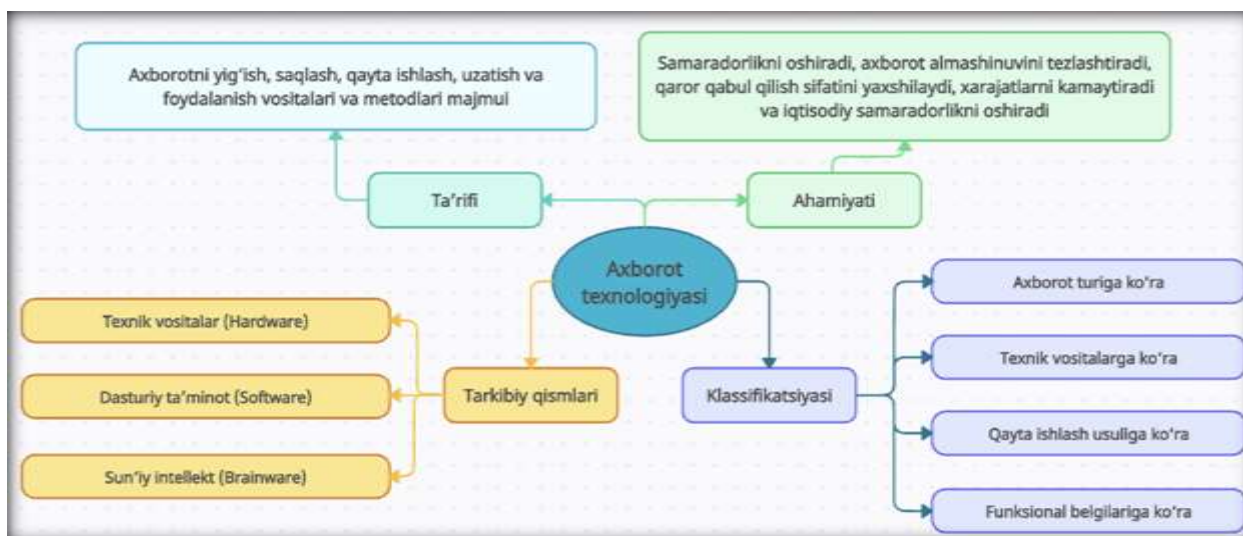 Axborotni yig‘ish, saqlash, qayta ishlash, uzatish va
foydalanish vositalari va metodlari majmui
Samaradorlikni oshiradi, axborot almashinuvini tezlashtiradi,
qaror qabul qilish sifatini yaxshilaydi, xarajatlarni kamaytiradi
va iqtisodiy samaradorlikni oshiradi
Ta’rifi
Ahamiyati
Axborot
texnologiyasi
Texnik vositalar (Hardware)
Dasturiy ta’minot (Software)
Sun’iy intellekt (Brainware)
Tarkibiy qismlari
Klassifikatsiyasi
Axborot turiga ko‘ra
Texnik vositalarga ko‘ra
Qayta ishlash usuliga ko‘ra
Funksional belgilariga ko‘ra